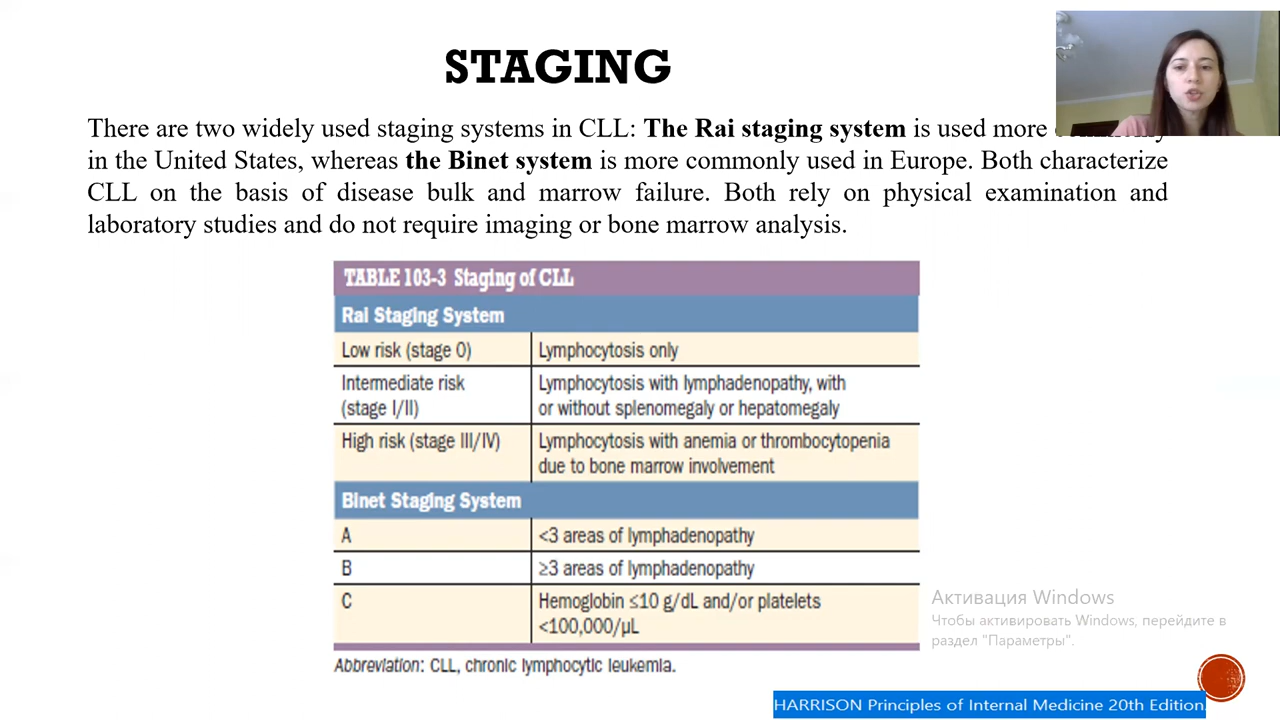 STAGING
There are two widely used staging systems in CLL: The Rai staging system is used more
in the United States, whereas the Binet system is more commonly used in Europe. Both characterize
CLL on the basis of disease bulk and marrow failure. Both rely on physical examination and
laboratory studies and do not require imaging or bone marrow analysis.
TABLE 103-3 Staging of CLL
Rai Staging System
Low risk (stage 0) Lymphocytosis only
Intermediate risk Lymphocytosis with lymphadenopathy, with
(stage I/II) or without splenomegaly or hepatomegaly
High risk (stage III/IV) Lymphocytosis with anemia or thrombocytopenia
due to bone marrow involvement
Binet Staging System
A <3 areas of lymphadenopathy
B ≥3 areas of lymphadenopathy
C Hemoglobin ≤10 g/dL and/or platelets
<100,000/μL
Abbreviation: CLL, chronic lymphocytic leukemia.
Активация Windows
Чтобы активировать Windows, перейдите в
раздел "Параметры".
HARRISON Principles of Internal Medicine 20th Edition.